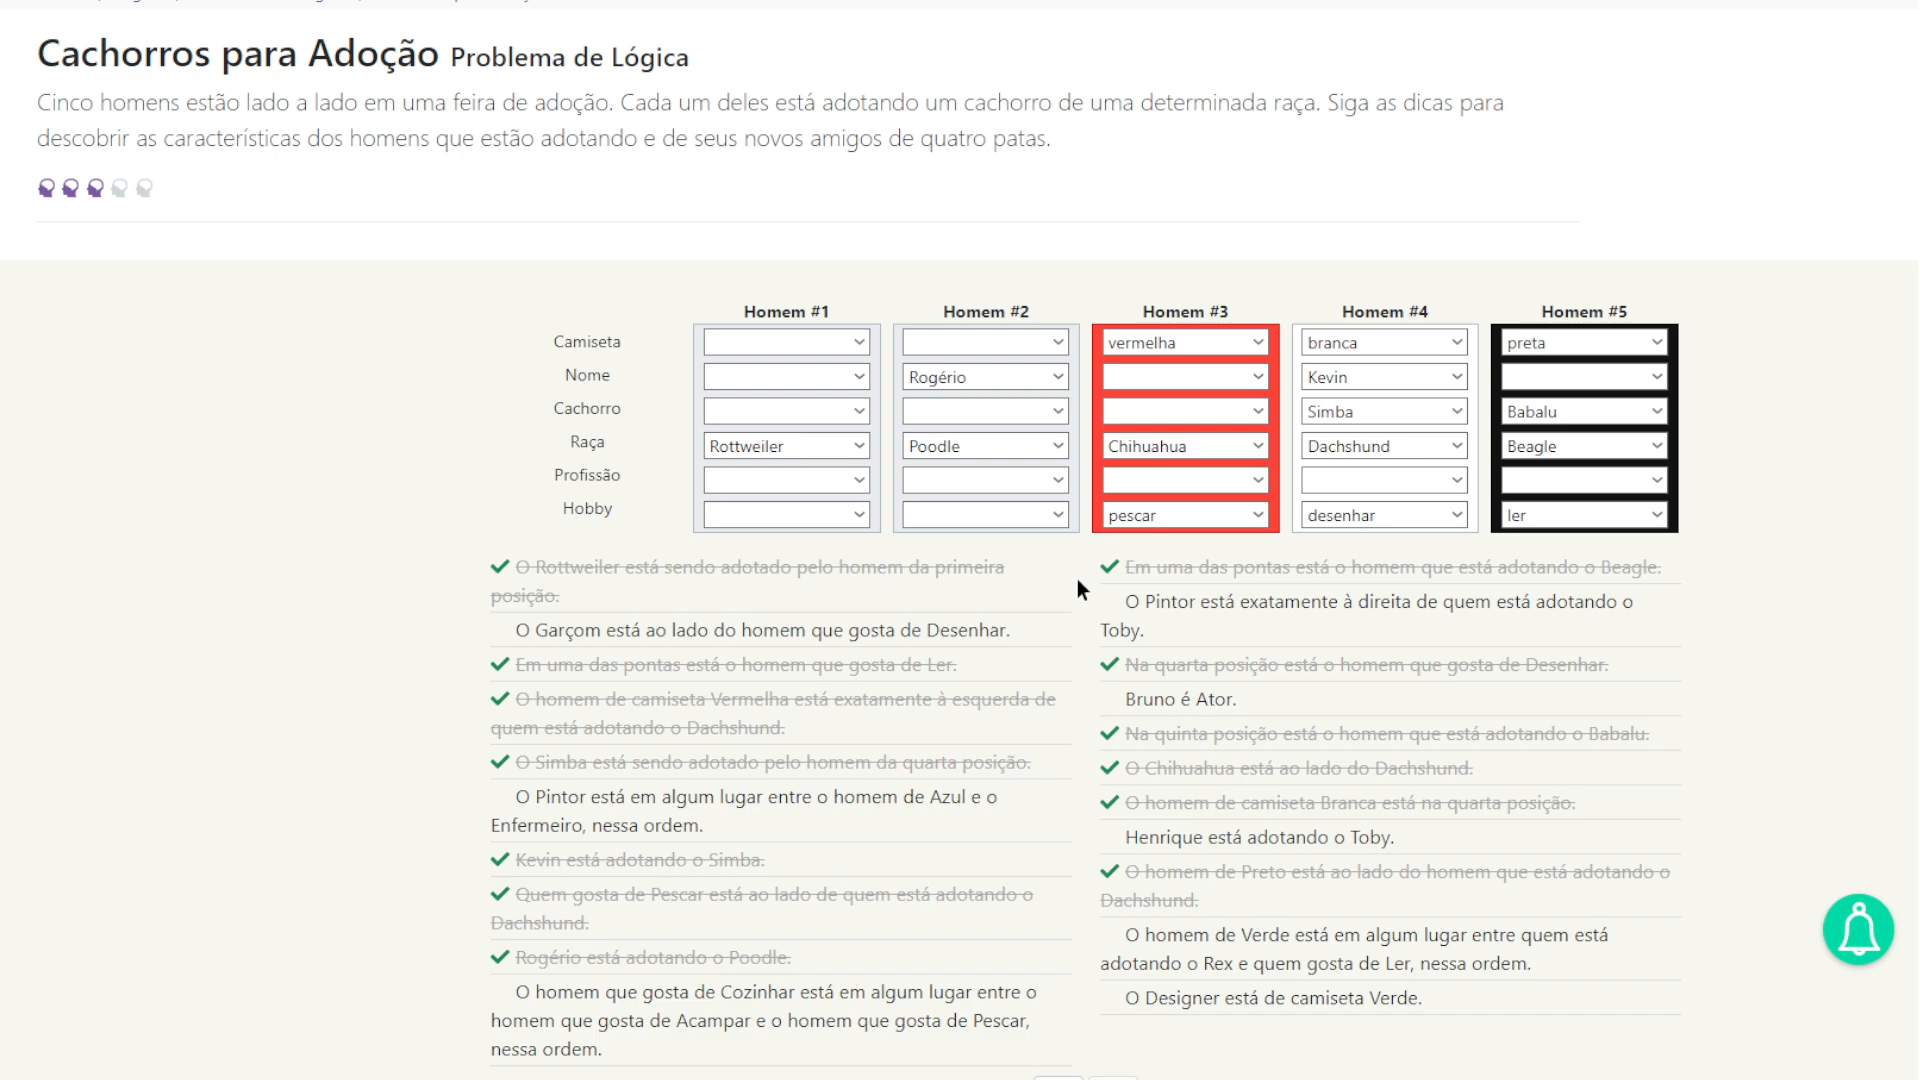 Cachorros para Adoção Problema de Lógica
Cinco homens estão lado a lado em uma feira de adoção. Cada um deles está adotando um cachorro de uma determinada raça. Siga as dicas para
descobrir as características dos homens que estão adotando e de seus novos amigos de quatro patas.
Homem #1 Homem #2 Homem #3 Homem #4 Homem #5
Camiseta vermelha branca preta
Nome Rogério Kevin
Cachorro Simba Babalu
Raça Rottweiler Poodle Chihuahua Dachshund Beagle
Profissão
Hobby pescar desenhar ler
O Rottweiler está sendo adotado pelo homem da primeira
posição.
O Garçom está ao lado do homem que gosta de Desenhar.
Em uma das pontas está o homem que gosta de Ler.
O homem de camiseta Vermelha está exatamente à esquerda de
quem está adotando o Dachshund.
O Simba está sendo adotado pelo homem da quarta posição.
O Pintor está em algum lugar entre o homem de Azul e o
Enfermeiro, nessa ordem.
Kevin está adotando o Simba.
Quem gosta de Pescar está ao lado de quem está adotando o
Dachshund.
Rogério está adotando o Poodle.
O homem que gosta de Cozinhar está em algum lugar entre o
homem que gosta de Acampar e o homem que gosta de Pescar,
nessa ordem.
Em uma das pontas está o homem que está adotando o Beagle.
O Pintor está exatamente à direita de quem está adotando o
Toby.
Na quarta posição está o homem que gosta de Desenhar.
Bruno é Ator.
Na quinta posição está o homem que está adotando o Babalu.
O Chihuahua está ao lado do Dachshund.
O homem de camiseta Branca está na quarta posição.
Henrique está adotando o Toby.
O homem de Preto está ao lado do homem que está adotando o
Dachshund.
O homem de Verde está em algum lugar entre quem está
adotando o Rex e quem gosta de Ler, nessa ordem.
O Designer está de camiseta Verde.